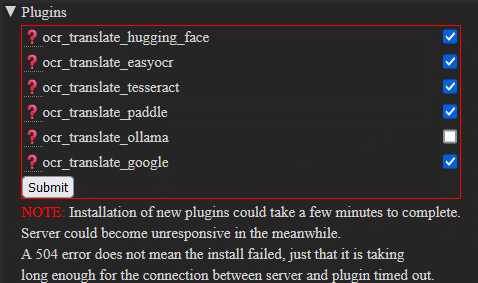 ▼ Plugins
❓ ocr_translate_hugging_face
❓ ocr_translate_easyocr
❓ ocr_translate_tesseract
❓ ocr_translate_paddle
❓ ocr_translate_ollama
❓ ocr_translate_google
Submit
NOTE: Installation of new plugins could take a few minutes to complete.
Server could become unresponsive in the meanwhile.
A 504 error does not mean the install failed, just that it is taking
long enough for the connection between server and plugin timed out.